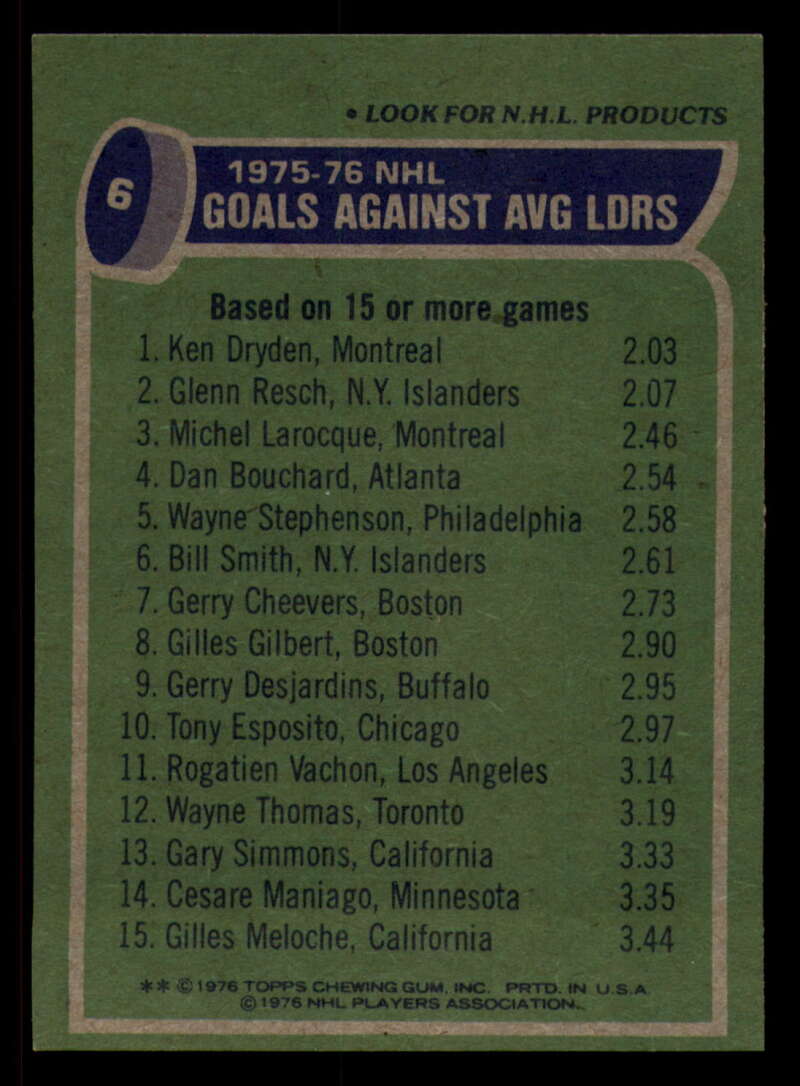 • LOOK FOR N.H.L. PRODUCTS
6
1975-76 NHL
GOALS AGAINST AVG LDRS
Based on 15 or more games
1. Ken Dryden, Montreal 2.03
2. Glenn Resch, N.Y. Islanders 2.07
3. Michel Larocque, Montreal 2.46
4. Dan Bouchard, Atlanta 2.54
5. Wayne Stephenson, Philadelphia 2.58
6. Bill Smith, N.Y. Islanders 2.61
7. Gerry Cheevers, Boston 2.73
8. Gilles Gilbert, Boston 2.90
9. Gerry Desjardins, Buffalo 2.95
10. Tony Esposito, Chicago 2.97
11. Rogatien Vachon, Los Angeles 3.14
12. Wayne Thomas, Toronto 3.19
13. Gary Simmons, California 3.33
14. Cesare Maniago, Minnesota 3.35
15. Gilles Meloche, California 3.44
** © 1976 TOPPS CHEWING GUM, INC. PRTD. IN U.S.A.
© 1976 NHL PLAYERS ASSOCIATION.